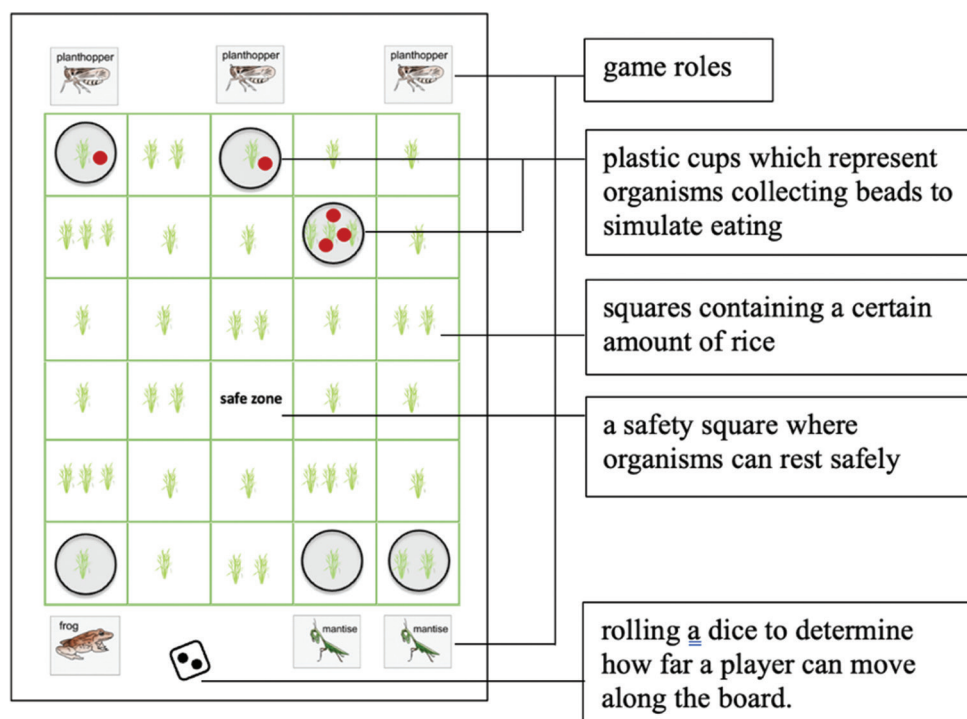 planthopper
planthopper
planthopper
game roles
plastic cups which represent
organisms collecting beads to
simulate eating
squares containing a certain
amount of rice
safe zone
a safety square where
organisms can rest safely
frog
mantise
mantise
rolling a dice to determine
how far a player can move
along the board.